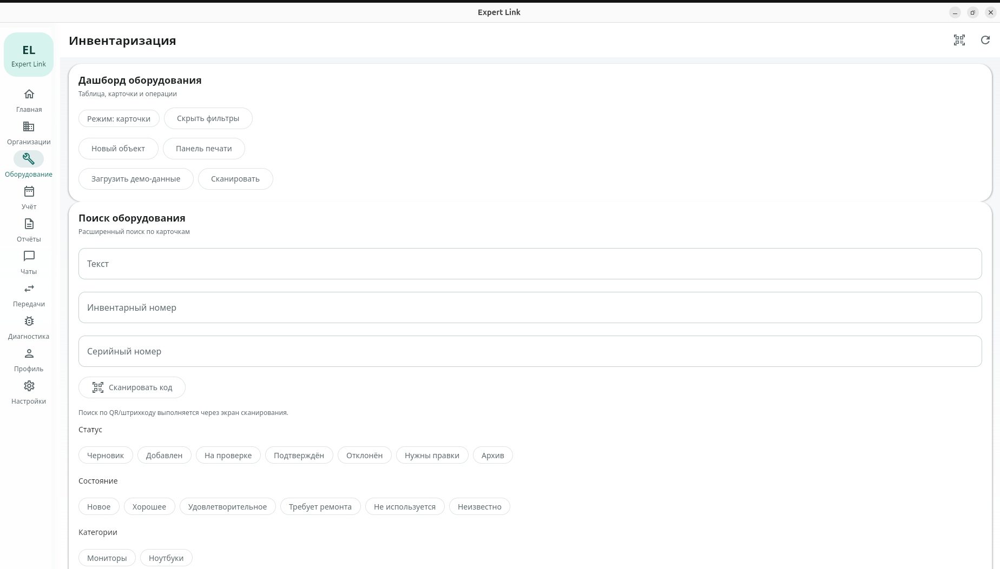 Expert Link
EL
Expert Link
Главная
Организации
Оборудование
Учёт
Отчёты
Чаты
Передачи
Диагностика
Профиль
Настройки
Инвентаризация
Дашборд оборудования
Таблица, карточки и операции
Режим: карточки
Скрыть фильтры
Новый объект
Панель печати
Загрузить демо-данные
Сканировать
Поиск оборудования
Расширенный поиск по карточкам
Текст
Инвентарный номер
Серийный номер
Сканировать код
Поиск по QR/штрихкоду выполняется через экран сканирования.
Статус
Черновик Добавлен На проверке Подтверждён Отклонён Нужны правки Архив
Состояние
Новое Хорошее Удовлетворительное Требует ремонта Не используется Неизвестно
Категории
Мониторы Ноутбуки